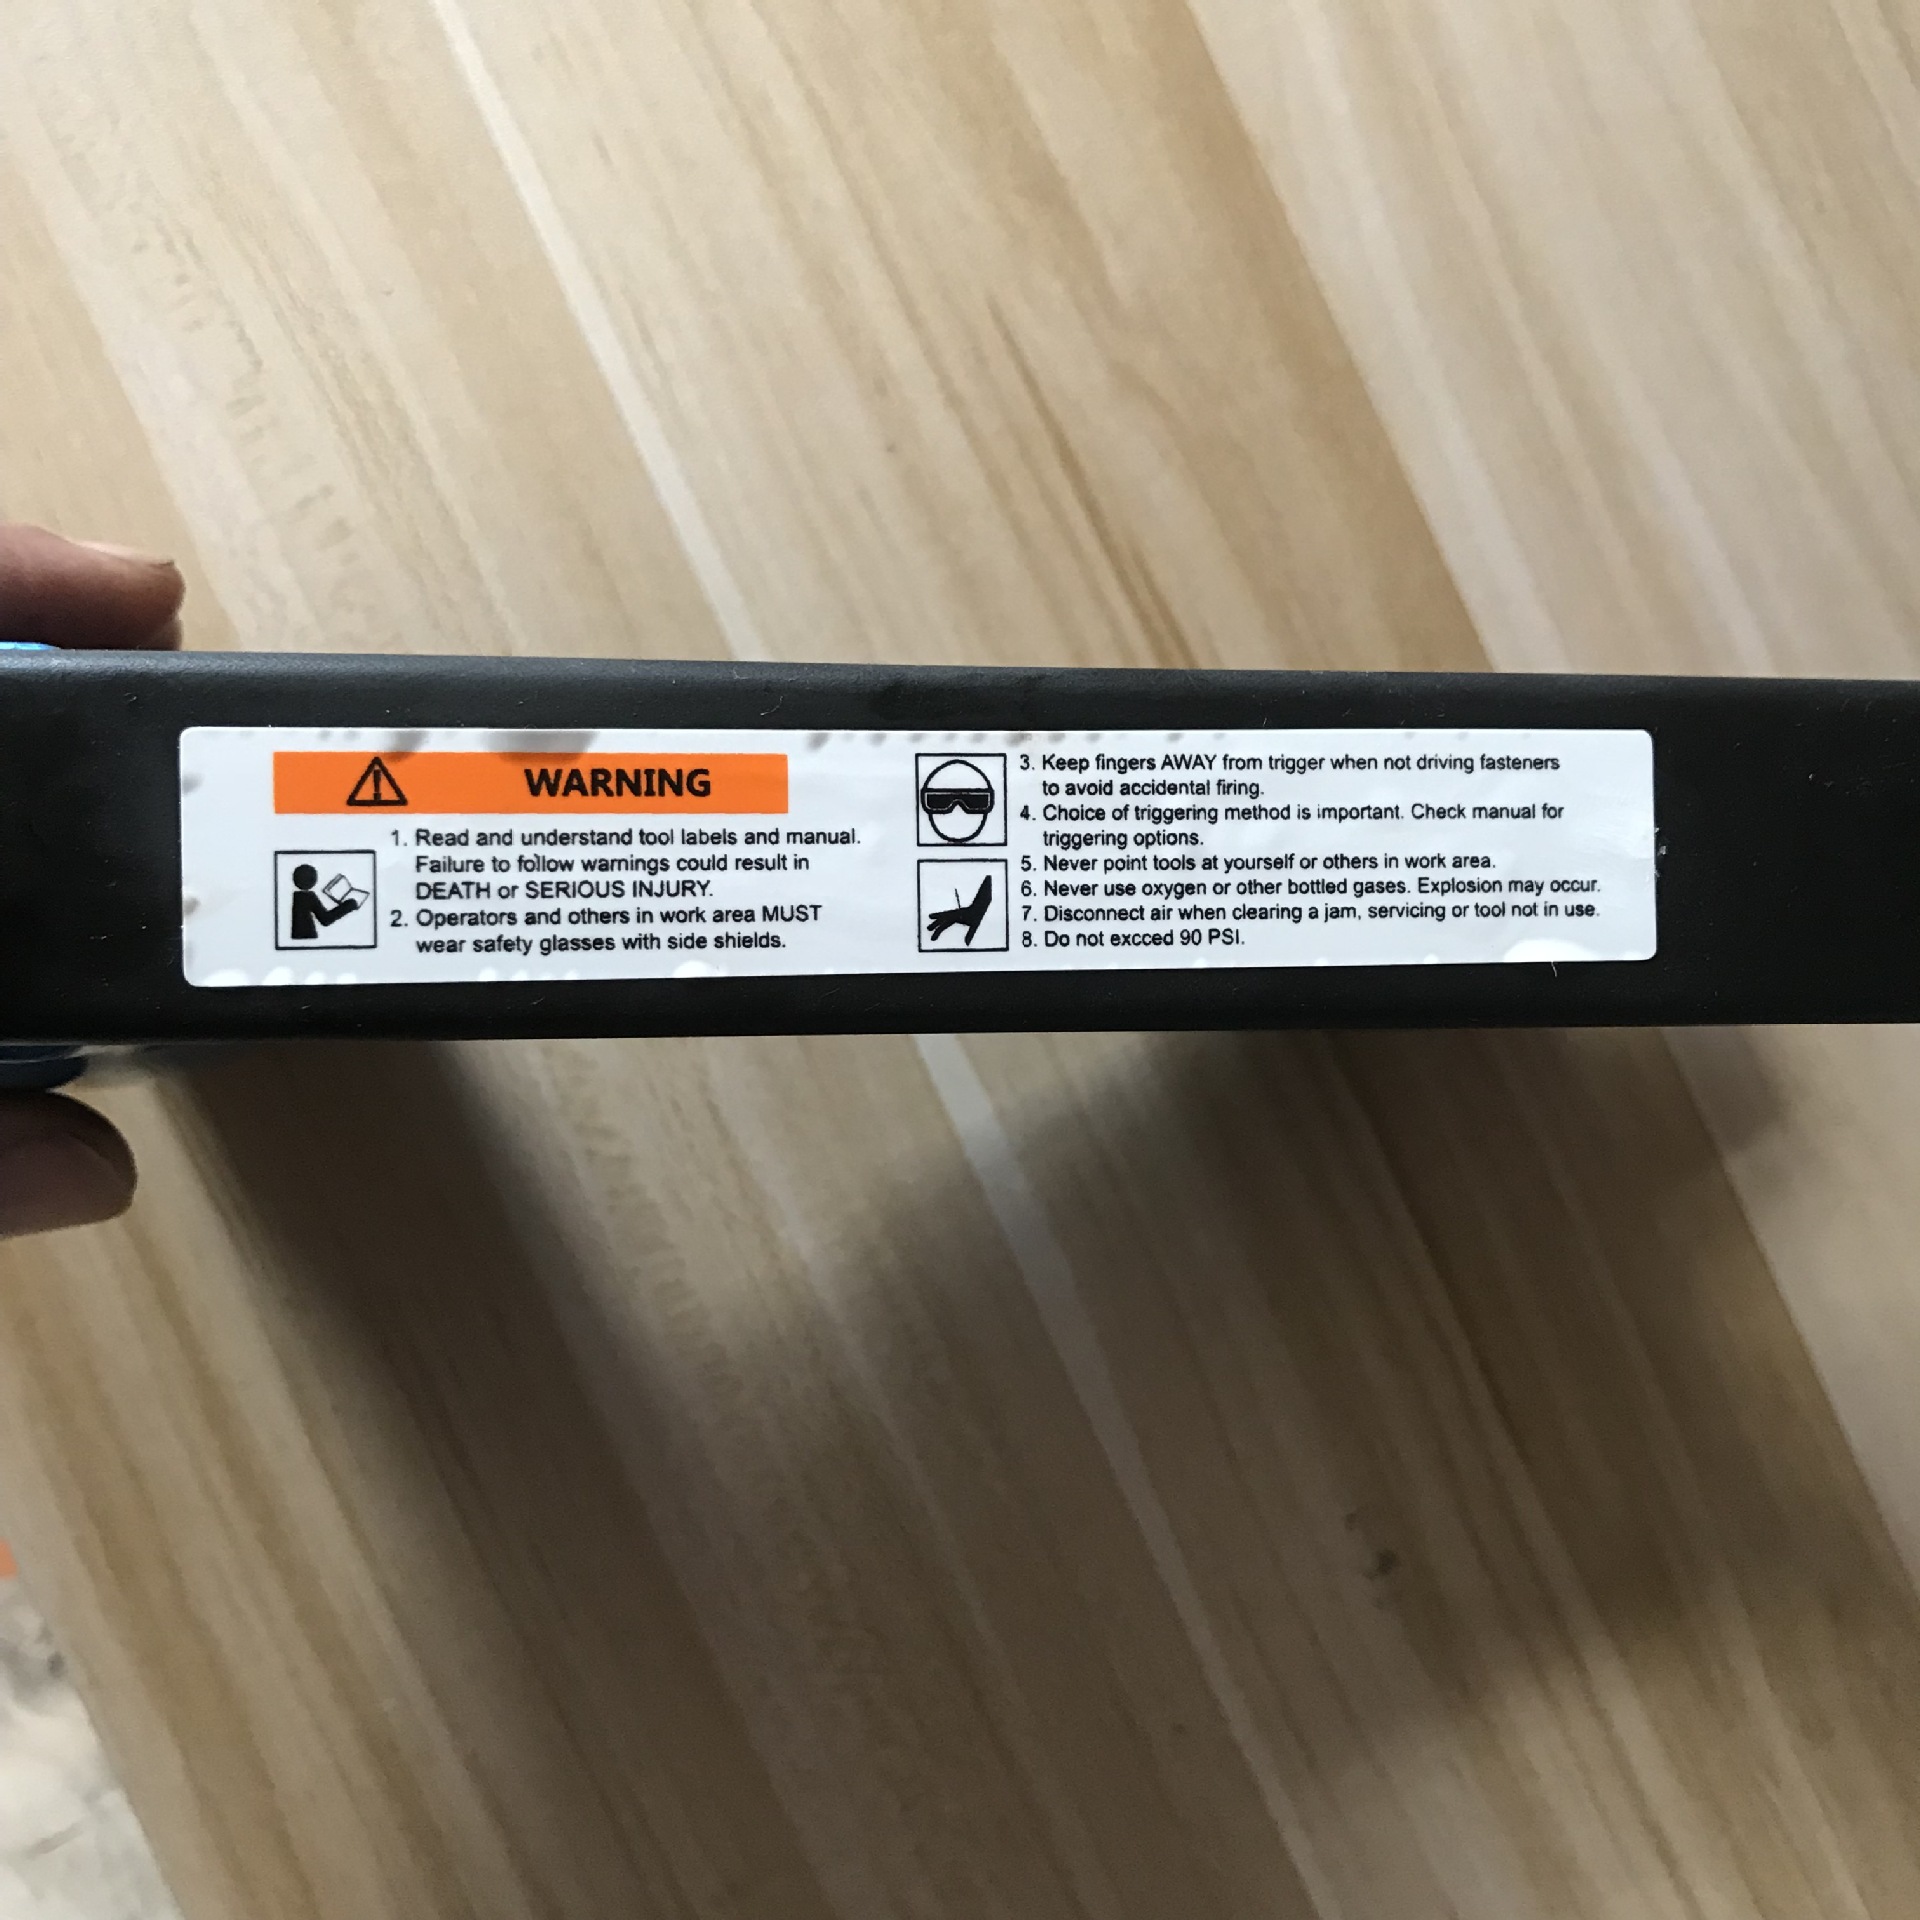 WARNING
1. Read and understand tool labels and manual.
Failure to follow warnings could result in
DEATH or SERIOUS INJURY.
2. Operators and others in work area MUST
wear safety glasses with side shields.
3. Keep fingers AWAY from trigger when not driving fasteners
to avoid accidental firing.
4. Choice of triggering method is important. Check manual for
triggering options.
5. Never point tools at yourself or others in work area.
6. Never use oxygen or other bottled gases. Explosion may occur.
7. Disconnect air when clearing a jam, servicing or tool not in use.
8. Do not excced 90 PSI.